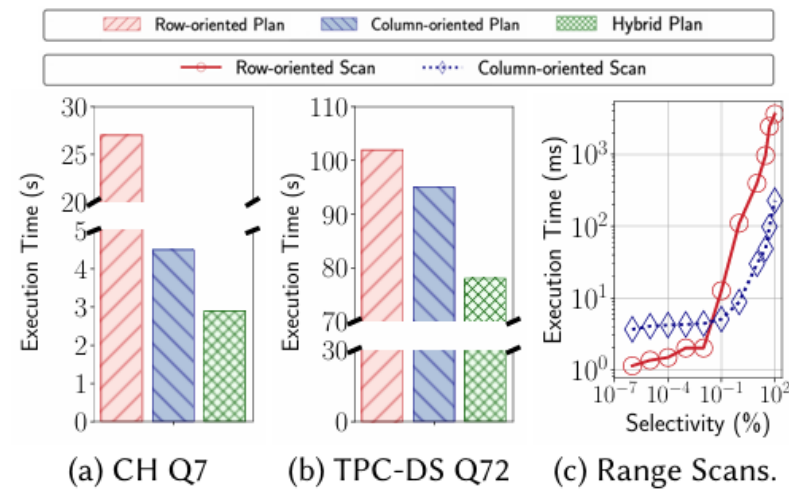 Row-oriented Plan Column-oriented Plan Hybrid Plan
Row-oriented Scan Column-oriented Scan
Execution Time (s)
30
25
20
5
4
3
2
1
0
(a) CH Q7
Execution Time (s)
110
100
90
80
70
30
0
(b) TPC-DS Q72
Execution Time (ms)
10³
10²
10¹
10⁰
10⁻⁷ 10⁻⁴ 10⁻¹ 10²
Selectivity (%)
(c) Range Scans.